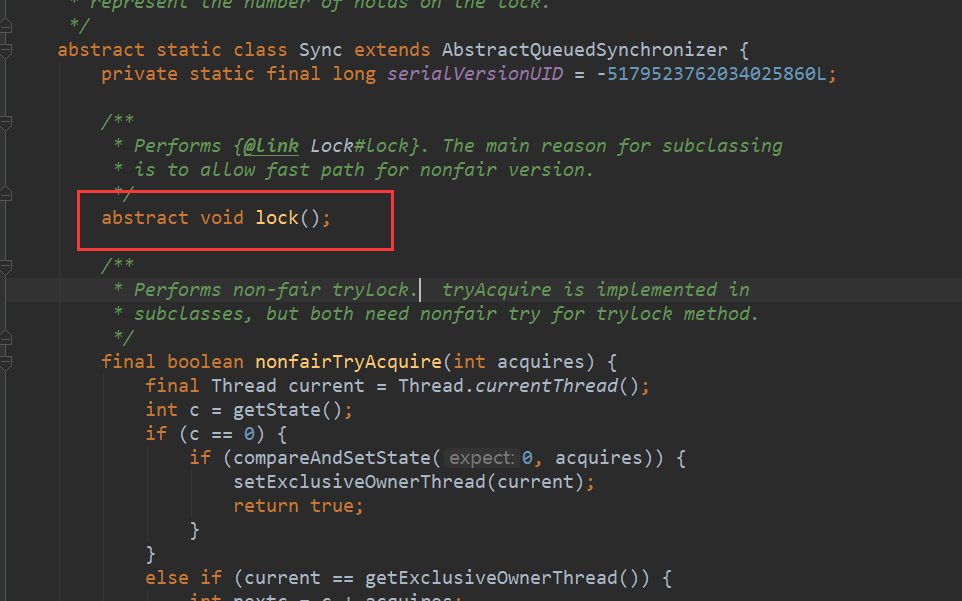 * represent the number of holds on the lock.
*/
abstract static class Sync extends AbstractQueuedSynchronizer {
private static final long serialVersionUID = -5179523762034025860L;
/**
* Performs {@link Lock#lock}. The main reason for subclassing
* is to allow fast path for nonfair version.
*/
abstract void lock();
/**
* Performs non-fair tryLock.  tryAcquire is implemented in
* subclasses, but both need nonfair try for trylock method.
*/
final boolean nonfairTryAcquire(int acquires) {
final Thread current = Thread.currentThread();
int c = getState();
if (c == 0) {
if (compareAndSetState( expect: 0, acquires)) {
setExclusiveOwnerThread(current);
return true;
}
}
else if (current == getExclusiveOwnerThread()) {
int nextc = c + acquires;